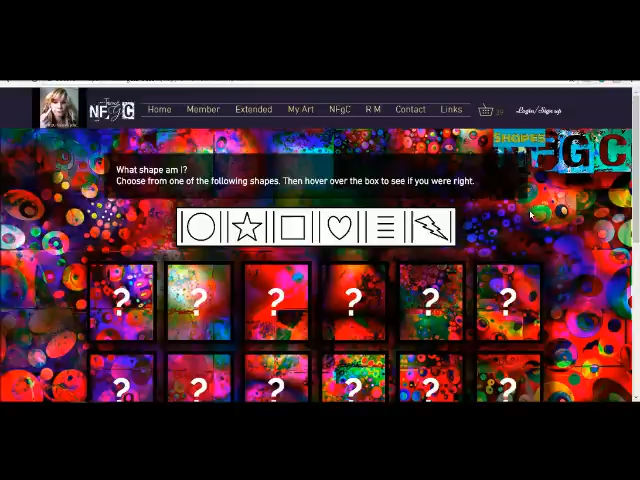 NFgC
Home Member Extended My Art NFgC R M Contact Links
39
Login/Sign up
SHAPES
NFGC
What shape am I?
Choose from one of the following shapes. Then hover over the box to see if you were right.
? ? ? ? ? ?
? ? ? ? ? ?